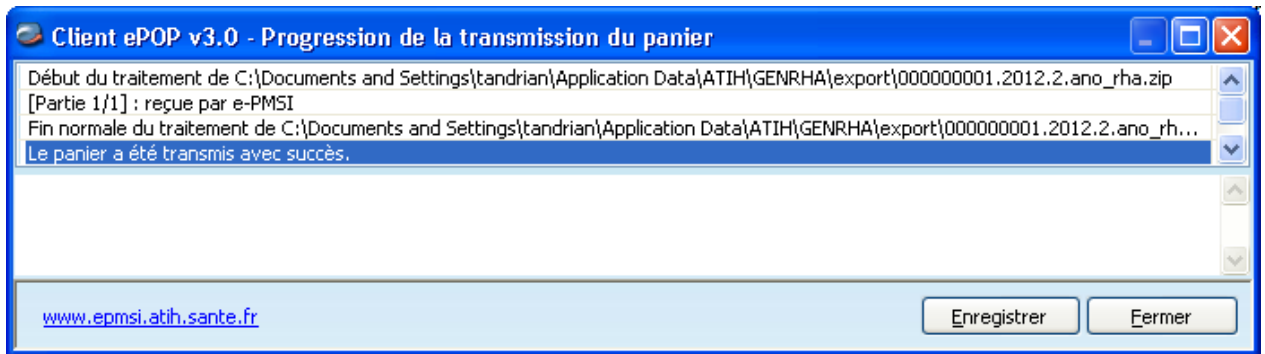 Client ePOP v3.0 - Progression de la transmission du panier
Début du traitement de C:\Documents and Settings\tandrian\Application Data\ATIH\GENRHA\export\000000001.2012.2.ano_rha.zip
[Partie 1/1] : reçue par e-PMSI
Fin normale du traitement de C:\Documents and Settings\tandrian\Application Data\ATIH\GENRHA\export\000000001.2012.2.ano_rh...
Le panier a été transmis avec succès.
www.epmsi.atih.sante.fr
Enregistrer Fermer